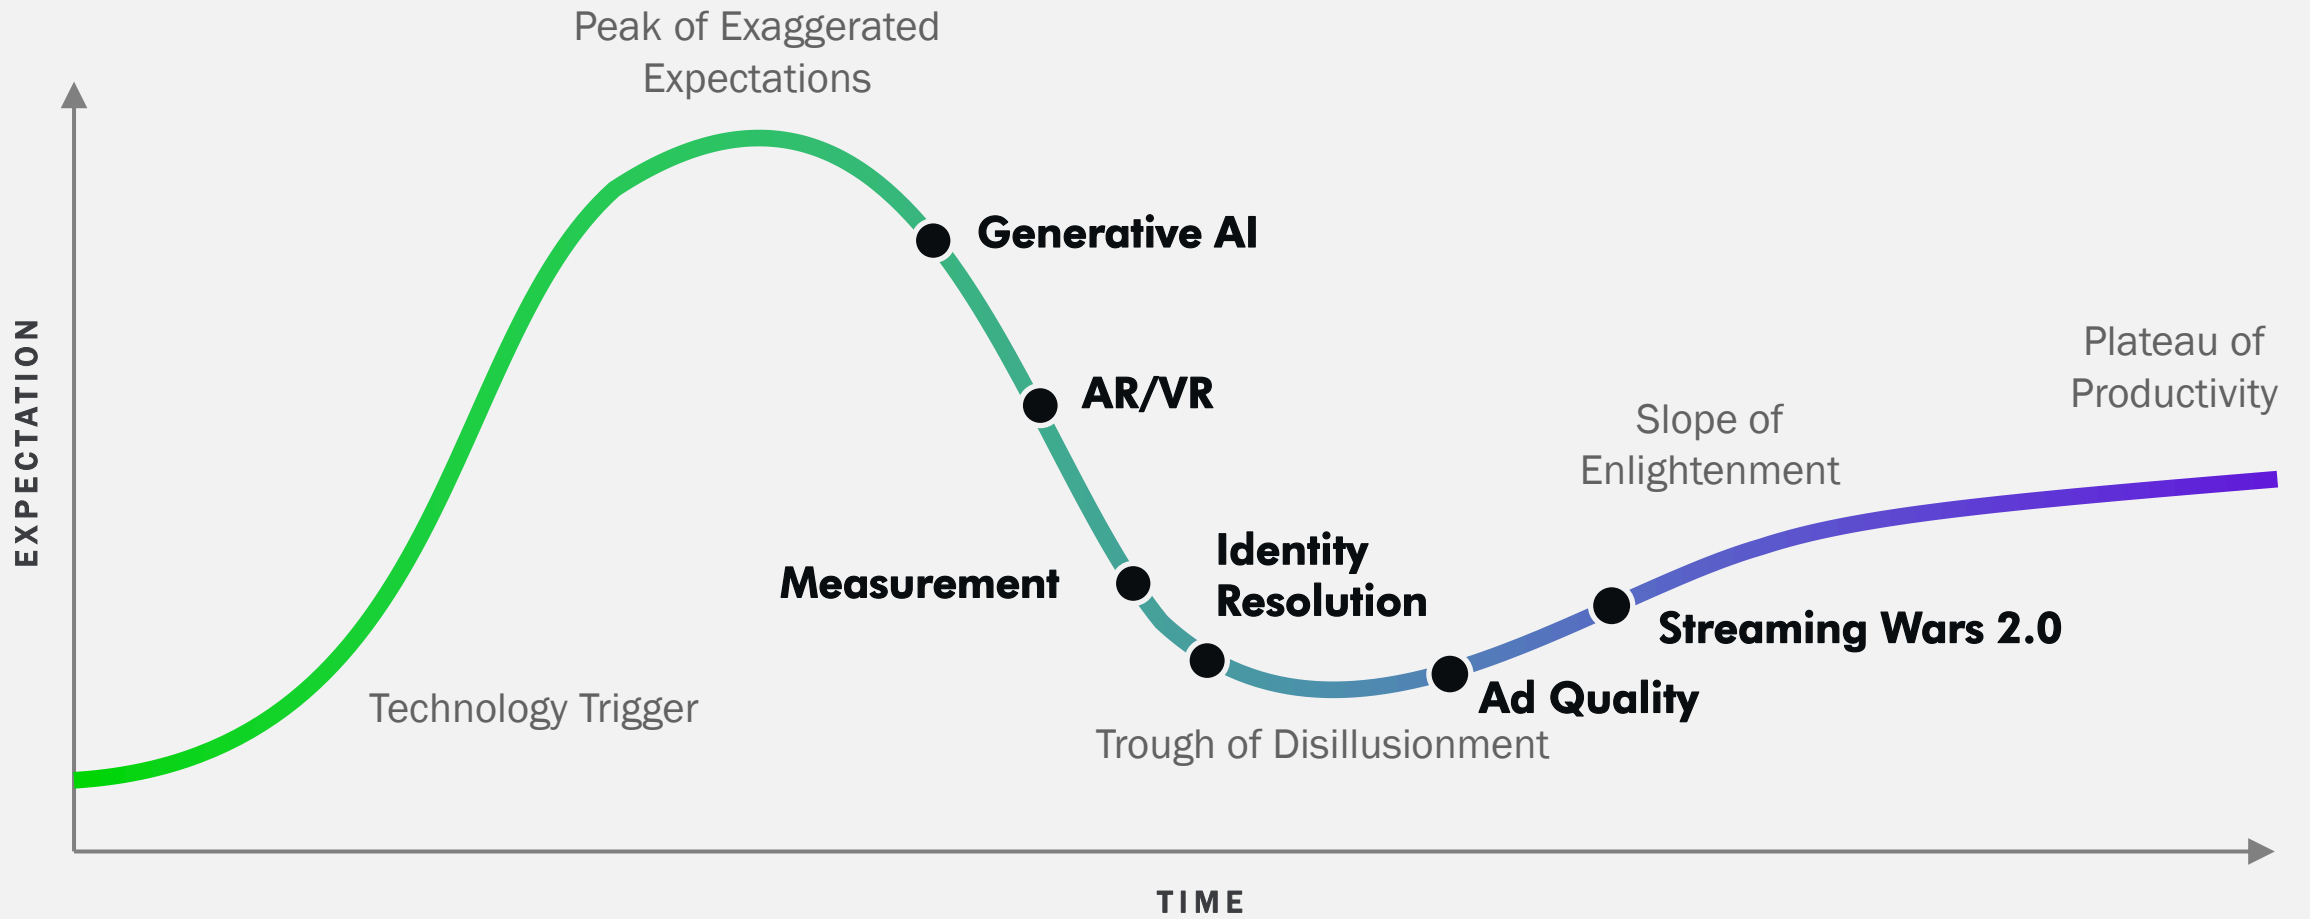 Peak of Exaggerated
Expectations
EXPECTATION
Generative AI
AR/VR
Measurement
Identity
Resolution
Technology Trigger
Trough of Disillusionment
Ad Quality
Streaming Wars 2.0
Slope of
Enlightenment
Plateau of
Productivity
TIME